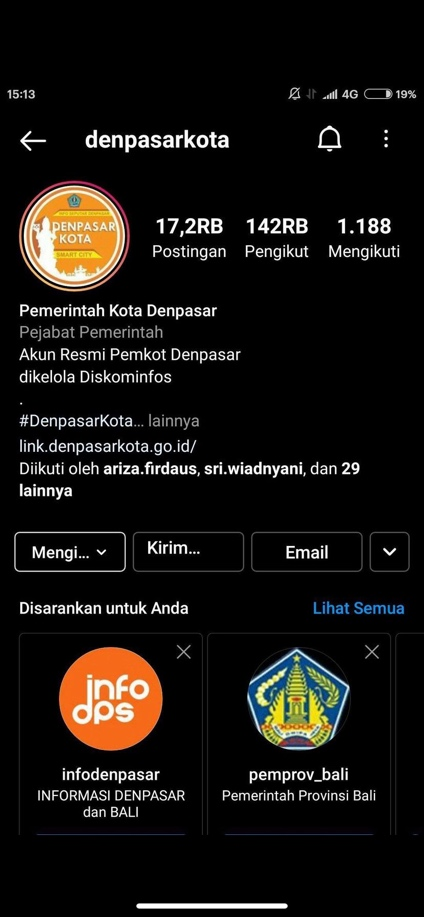 15:13
4G
19%
denpasarkota
DENPASAR
KOTA
SMART CITY
17,2RB
142RB
1.188
Postingan
Pengikut
Mengikuti
Pemerintah Kota Denpasar
Pejabat Pemerintah
Akun Resmi Pemkot Denpasar
dikelola Diskominfos
.
#DenpasarKota... lainnya
link.denpasarkota.go.id/
Diikuti oleh ariza.firdaus, sri.wiadnyani, dan 29
lainnya
Mengi...
Kirim...
Email
Disarankan untuk Anda
Lihat Semua
info
dps
infodenpasar
INFORMASI DENPASAR
dan BALI
pemprov_bali
Pemerintah Provinsi Bali